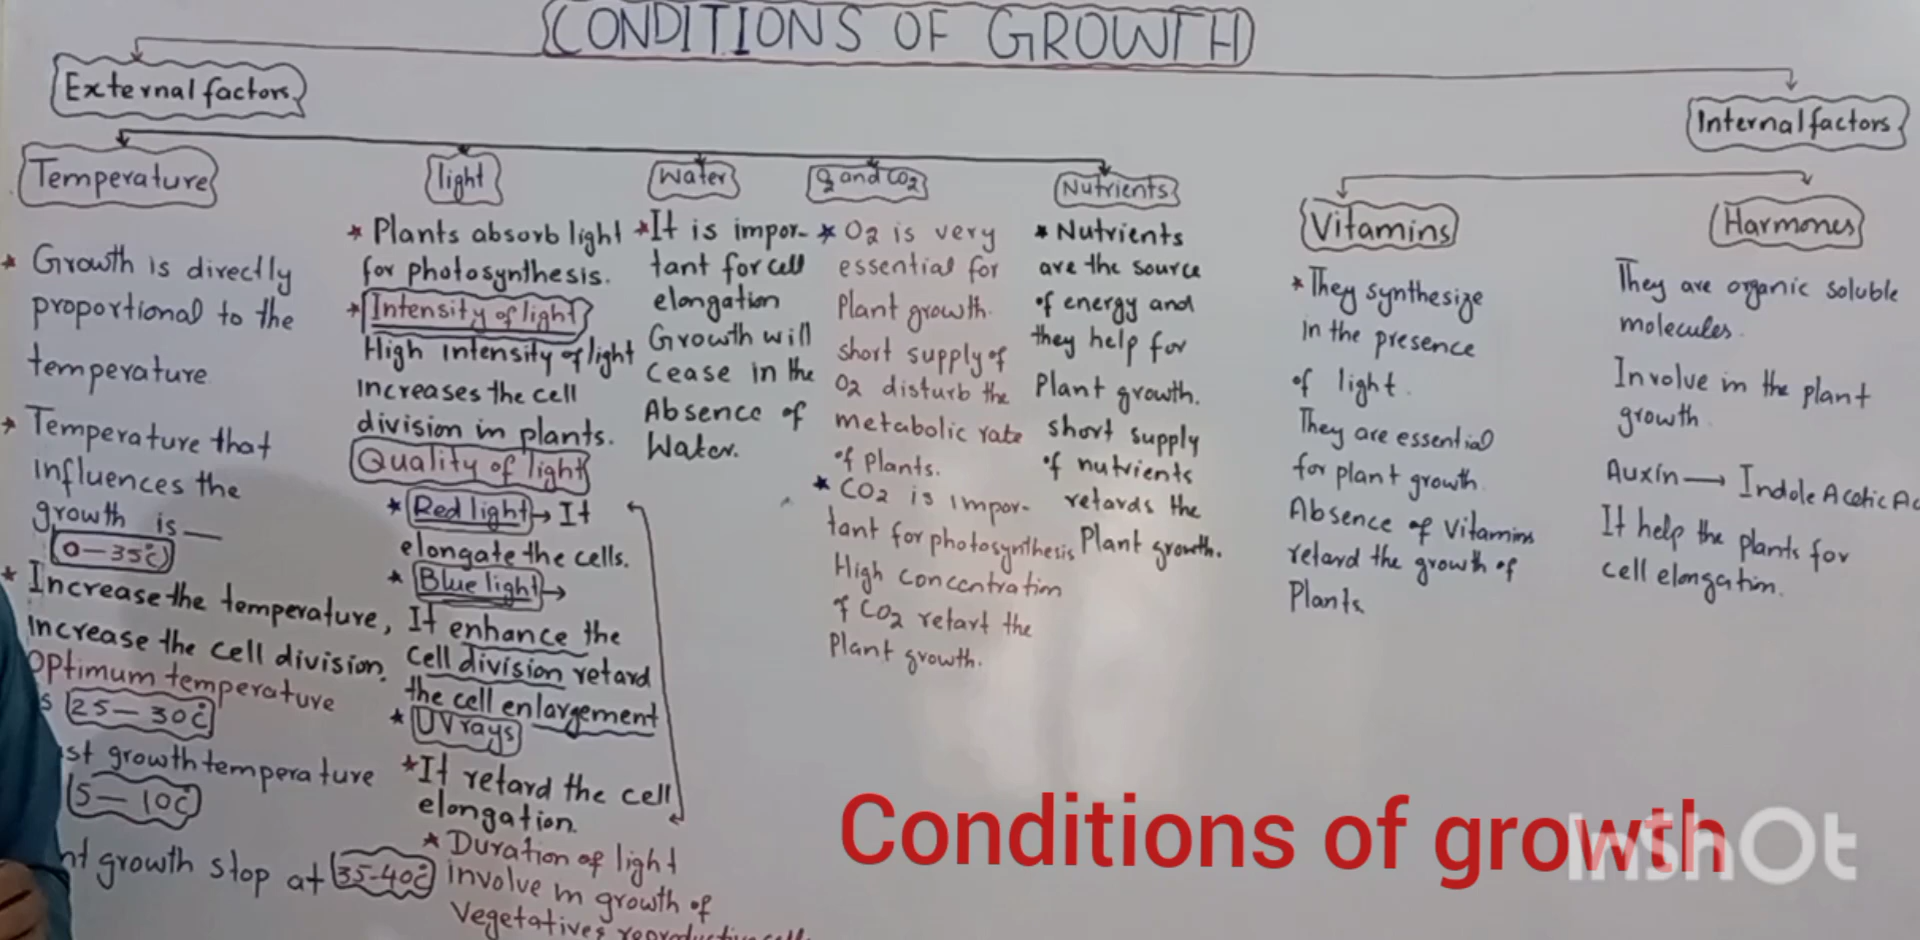 CONDITIONS OF GROWTH
External factors
Internal factors
Temperature
* Growth is directly
proportional to the
temperature
* Temperature that
influences the
growth is —
0—35°C
* Increase the temperature,
increase the cell division.
Optimum temperature
25—30°C
growth temperature
5—10°C
growth stop at 35-40°C
light
* Plants absorb light
for photosynthesis.
* Intensity of light
High intensity of light
increases the cell
division in plants.
Quality of light
* Red light → It
elongate the cells.
* Blue light →
It enhance the
cell division retard
the cell enlargement
* UV rays
* It retard the cell
elongation.
* Duration of light
involve in growth of
Vegetatives reproductive cell
Water
* It is impor-
tant for cell
elongation
Growth will
cease in the
Absence of
Water.
O2 and CO2
* O2 is very
essential for
Plant growth.
short supply of
O2 disturb the
metabolic rate
of Plants.
* CO2 is impor-
tant for photosynthesis
High concentration
of CO2 retart the
Plant growth.
Nutrients
* Nutrients
are the source
of energy and
they help for
Plant growth.
short supply
of nutrients
retards the
Plant growth.
Vitamins
* They synthesize
in the presence
of light.
They are essential
for plant growth.
Absence of Vitamins
retard the growth of
Plants.
Harmones
They are organic soluble
molecules.
Involve in the plant
growth.
Auxin → Indole Acetic Ac
It help the plants for
cell elongation.
Conditions of growth
InShOt